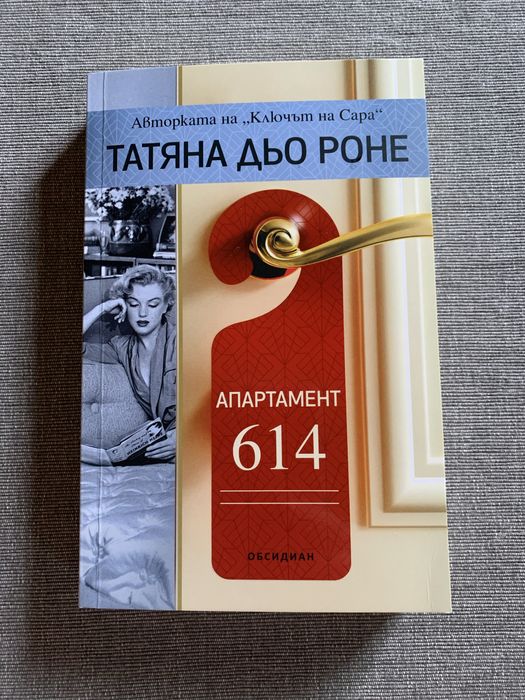 Авторката на „Ключът на Сара“
ТАТЯНА ДЬО РОНЕ
АПАРТАМЕНТ
614
ОБСИДИАН